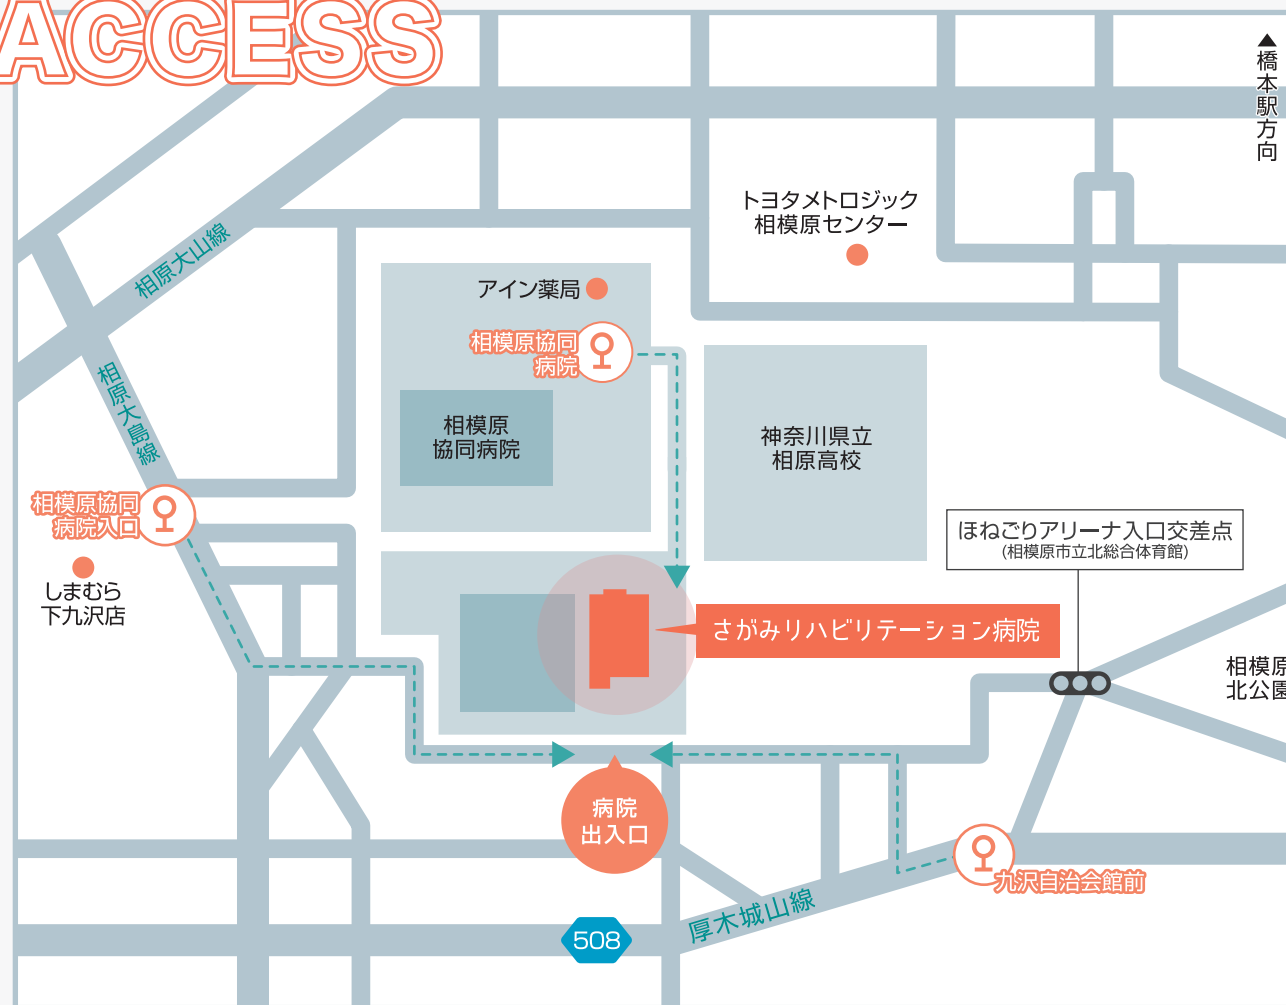 ACCESS
▲橋本駅方向
トヨタメトロジック
相模原センター
相原大山線
アイン薬局
相模原協同
病院
相原大島線
相模原
協同病院
神奈川県立
相原高校
相模原協同
病院入口
ほねごりアリーナ入口交差点
(相模原市立北総合体育館)
しまむら
下九沢店
さがみリハビリテーション病院
相模原
北公園
病院
出入口
九沢自治会館前
厚木城山線
508